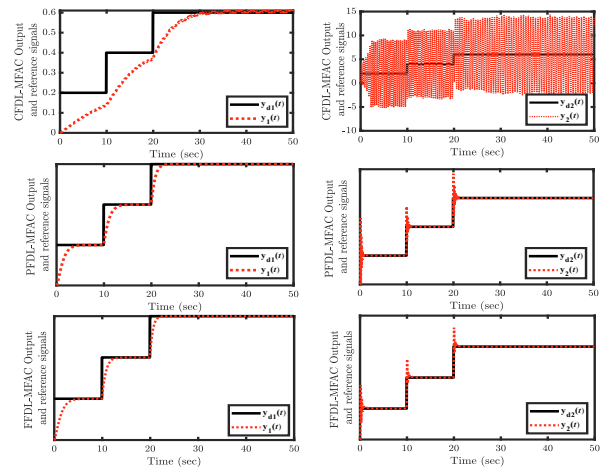 CFDL-MFAC Output
and reference signals
0.6
0.5
0.4
0.3
0.2
0.1
0
0 10 20 30 40 50
Time (sec)
y_d1(t)
y_1(t)
CFDL-MFAC Output
and reference signals
15
10
5
0
-5
-10
0 10 20 30 40 50
Time (sec)
y_d2(t)
y_2(t)
PFDL-MFAC Output
and reference signals
0 10 20 30 40 50
Time (sec)
y_d1(t)
y_1(t)
PFDL-MFAC Output
and reference signals
0 10 20 30 40 50
Time (sec)
y_d2(t)
y_2(t)
FFDL-MFAC Output
and reference signals
0 10 20 30 40 50
Time (sec)
y_d1(t)
y_1(t)
FFDL-MFAC Output
and reference signals
0 10 20 30 40 50
Time (sec)
y_d2(t)
y_2(t)